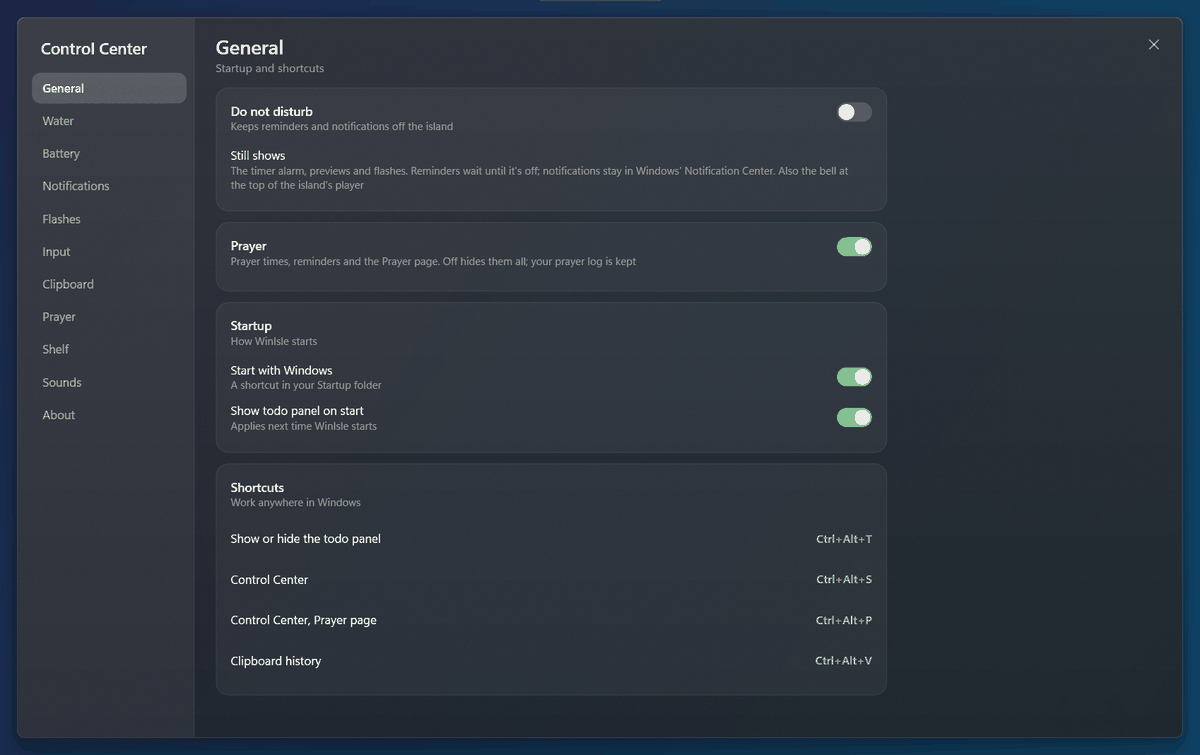 Control Center
General
Water
Battery
Notifications
Flashes
Input
Clipboard
Prayer
Shelf
Sounds
About
General
Startup and shortcuts
Do not disturb
Keeps reminders and notifications off the island
Still shows
The timer alarm, previews and flashes. Reminders wait until it's off; notifications stay in Windows' Notification Center. Also the bell at
the top of the island's player
Prayer
Prayer times, reminders and the Prayer page. Off hides them all; your prayer log is kept
Startup
How WinIsle starts
Start with Windows
A shortcut in your Startup folder
Show todo panel on start
Applies next time WinIsle starts
Shortcuts
Work anywhere in Windows
Show or hide the todo panel Ctrl+Alt+T
Control Center Ctrl+Alt+S
Control Center, Prayer page Ctrl+Alt+P
Clipboard history Ctrl+Alt+V